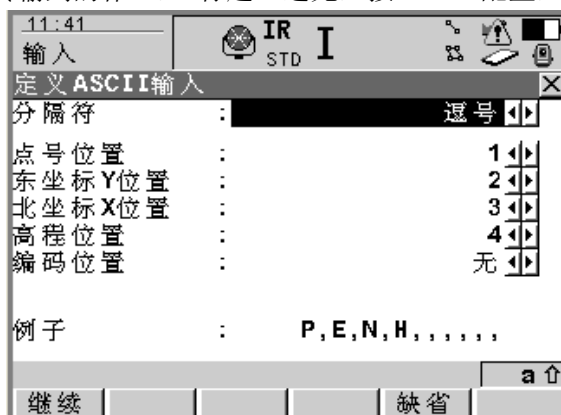 11:41
输入
IR
STD
I
定义ASCII输入
分隔符 : 逗号
点号位置 : 1
东坐标Y位置 : 2
北坐标X位置 : 3
高程位置 : 4
编码位置 : 无
例子 : P,E,N,H,,,,,,
a
继续
缺省